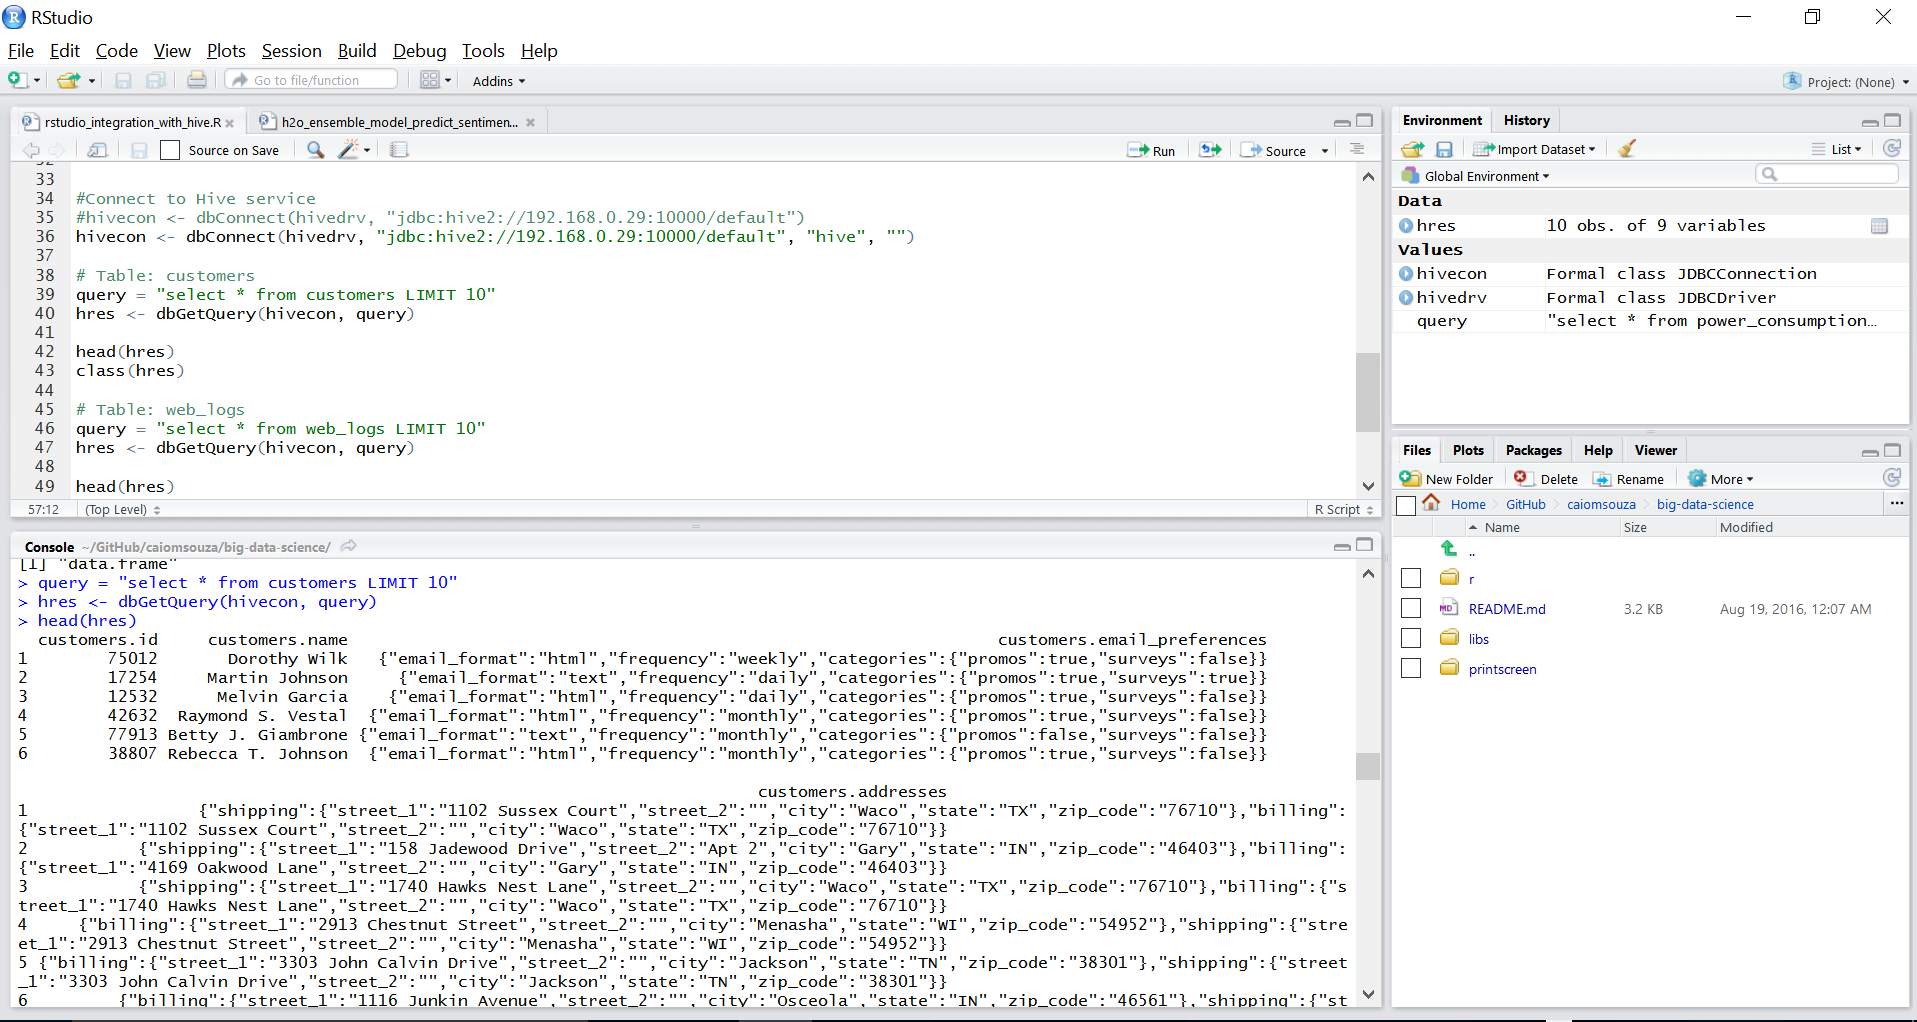 RStudio
File Edit Code View Plots Session Build Debug Tools Help
Go to file/function Addins Project: (None)
rstudio_integration_with_hive.R h2o_ensemble_model_predict_sentimen...
Source on Save Run Source
33
34 #Connect to Hive service
35 #hivecon <- dbConnect(hivedrv, "jdbc:hive2://192.168.0.29:10000/default")
36 hivecon <- dbConnect(hivedrv, "jdbc:hive2://192.168.0.29:10000/default", "hive", "")
37
38 # Table: customers
39 query = "select * from customers LIMIT 10"
40 hres <- dbGetQuery(hivecon, query)
41
42 head(hres)
43 class(hres)
44
45 # Table: web_logs
46 query = "select * from web_logs LIMIT 10"
47 hres <- dbGetQuery(hivecon, query)
48
49 head(hres)
57:12 (Top Level) R Script
Console ~/GitHub/caiomsouza/big-data-science/
[1] "data.frame"
> query = "select * from customers LIMIT 10"
> hres <- dbGetQuery(hivecon, query)
> head(hres)
customers.id customers.name customers.email_preferences
1 75012 Dorothy Wilk {"email_format":"html","frequency":"weekly","categories":{"promos":true,"surveys":false}}
2 17254 Martin Johnson {"email_format":"text","frequency":"daily","categories":{"promos":true,"surveys":true}}
3 12532 Melvin Garcia {"email_format":"html","frequency":"daily","categories":{"promos":true,"surveys":false}}
4 42632 Raymond S. Vestal {"email_format":"html","frequency":"monthly","categories":{"promos":true,"surveys":false}}
5 77913 Betty J. Giambrone {"email_format":"text","frequency":"monthly","categories":{"promos":false,"surveys":false}}
6 38807 Rebecca T. Johnson {"email_format":"html","frequency":"monthly","categories":{"promos":true,"surveys":false}}
customers.addresses
1 {"shipping":{"street_1":"1102 Sussex Court","street_2":"","city":"Waco","state":"TX","zip_code":"76710"},"billing":
{"street_1":"1102 Sussex Court","street_2":"","city":"Waco","state":"TX","zip_code":"76710"}}
2 {"shipping":{"street_1":"158 Jadewood Drive","street_2":"Apt 2","city":"Gary","state":"IN","zip_code":"46403"},"billing":
{"street_1":"4169 Oakwood Lane","street_2":"","city":"Gary","state":"IN","zip_code":"46403"}}
3 {"shipping":{"street_1":"1740 Hawks Nest Lane","street_2":"","city":"Waco","state":"TX","zip_code":"76710"},"billing":{"s
treet_1":"1740 Hawks Nest Lane","street_2":"","city":"Waco","state":"TX","zip_code":"76710"}}
4 {"billing":{"street_1":"2913 Chestnut Street","street_2":"","city":"Menasha","state":"WI","zip_code":"54952"},"shipping":{"stre
et_1":"2913 Chestnut Street","street_2":"","city":"Menasha","state":"WI","zip_code":"54952"}}
5 {"billing":{"street_1":"3303 John Calvin Drive","street_2":"","city":"Jackson","state":"TN","zip_code":"38301"},"shipping":{"street
_1":"3303 John Calvin Drive","street_2":"","city":"Jackson","state":"TN","zip_code":"38301"}}
6 {"billing":{"street_1":"1116 Junkin Avenue","street_2":"","city":"Osceola","state":"IN","zip_code":"46561"},"shipping":{"st
Environment History
Import Dataset List
Global Environment
Data
hres 10 obs. of 9 variables
Values
hivecon Formal class JDBCConnection
hivedrv Formal class JDBCDriver
query "select * from power_consumption...
Files Plots Packages Help Viewer
New Folder Delete Rename More
Home GitHub caiomsouza big-data-science ...
Name Size Modified
..
r
README.md 3.2 KB Aug 19, 2016, 12:07 AM
libs
printscreen